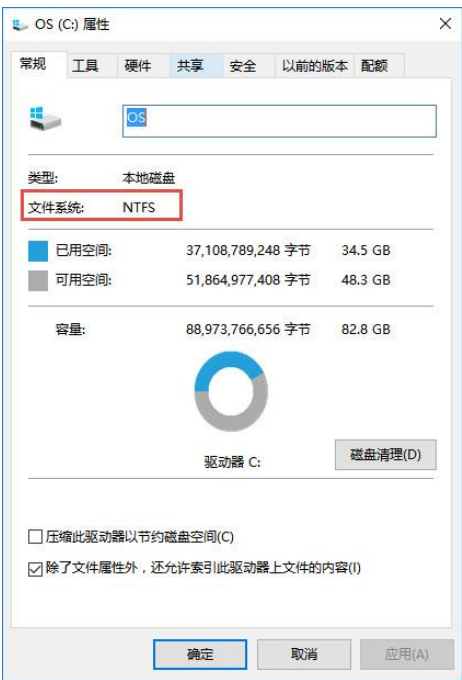 OS (C:) 属性
常规 工具 硬件 共享 安全 以前的版本 配额
OS
类型: 本地磁盘
文件系统: NTFS
已用空间: 37,108,789,248 字节 34.5 GB
可用空间: 51,864,977,408 字节 48.3 GB
容量: 88,973,766,656 字节 82.8 GB
驱动器 C: 磁盘清理(D)
压缩此驱动器以节约磁盘空间(C)
除了文件属性外，还允许索引此驱动器上文件的内容(I)
确定 取消 应用(A)